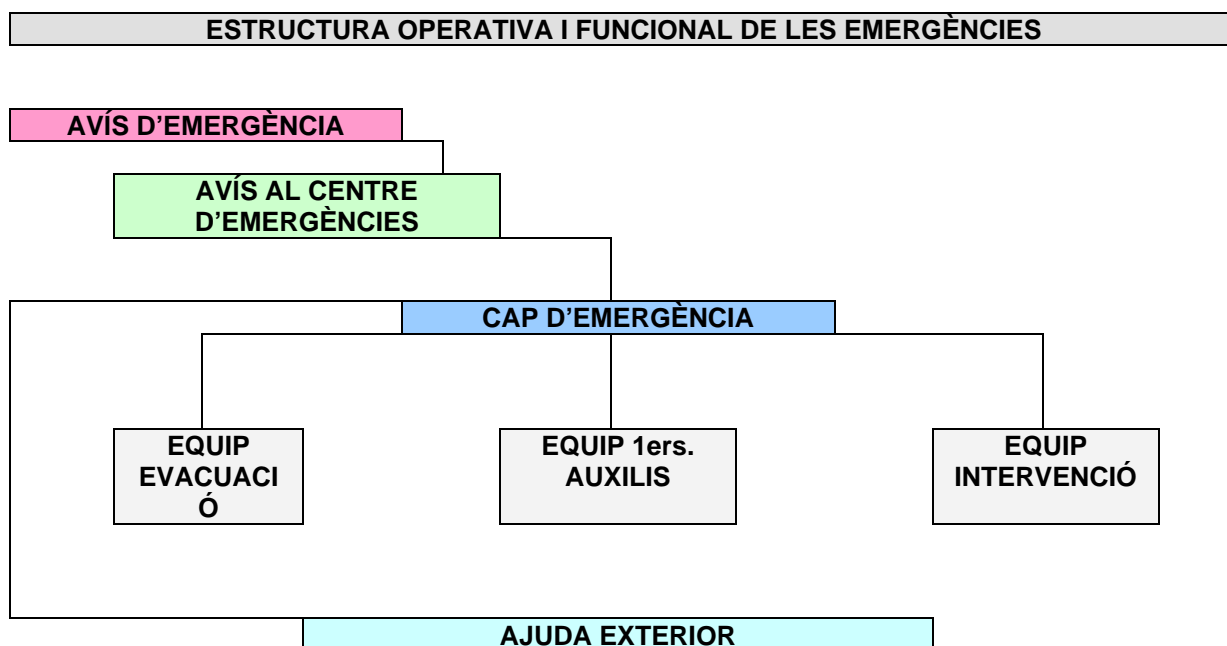 ESTRUCTURA OPERATIVA I FUNCIONAL DE LES EMERGÈNCIES
AVÍS D’EMERGÈNCIA
AVÍS AL CENTRE
D’EMERGÈNCIES
CAP D’EMERGÈNCIA
EQUIP
EVACUACI
Ó
EQUIP 1ers.
AUXILIS
EQUIP
INTERVENCIÓ
AJUDA EXTERIOR